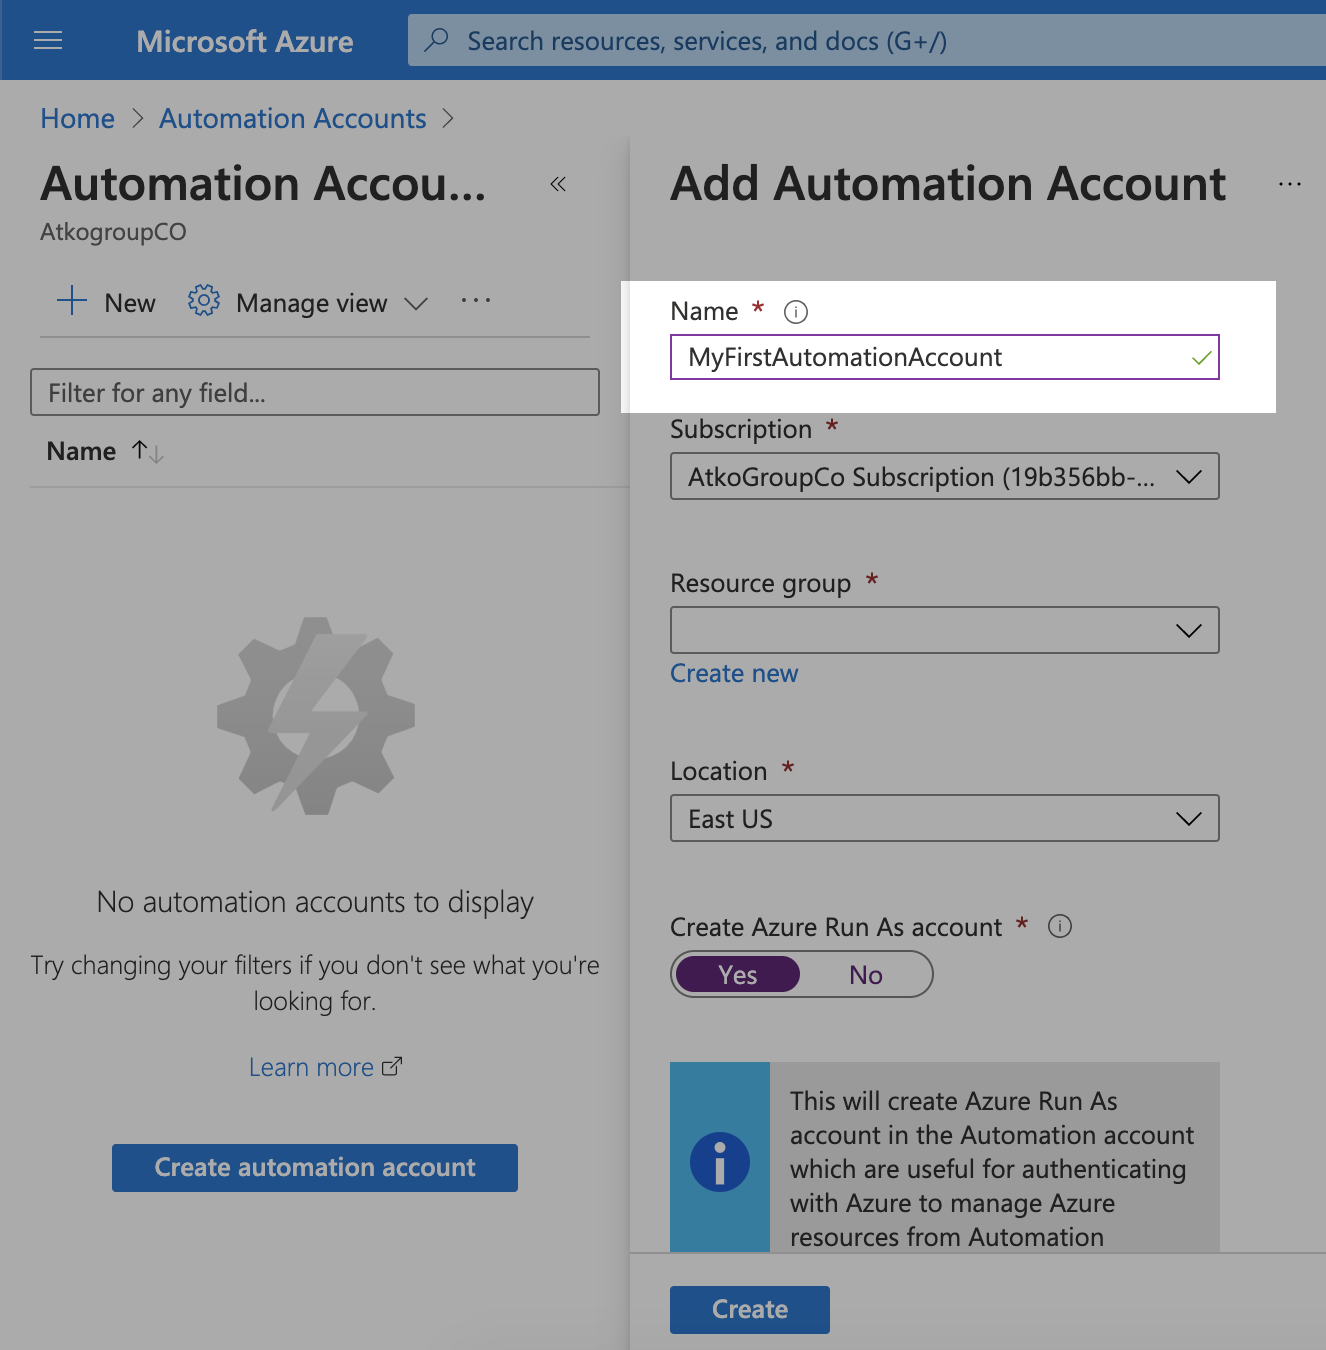 Microsoft Azure
Search resources, services, and docs (G+/)
Home > Automation Accounts >
Automation Accou...
AtkogroupCO
New
Manage view
...
Filter for any field...
Name ↑↓
No automation accounts to display
Try changing your filters if you don't see what you're
looking for.
Learn more
Create automation account
Add Automation Account
...
Name *
MyFirstAutomationAccount
Subscription *
AtkoGroupCo Subscription (19b356bb-...
Resource group *
Create new
Location *
East US
Create Azure Run As account *
Yes
No
This will create Azure Run As
account in the Automation account
which are useful for authenticating
with Azure to manage Azure
resources from Automation
Create